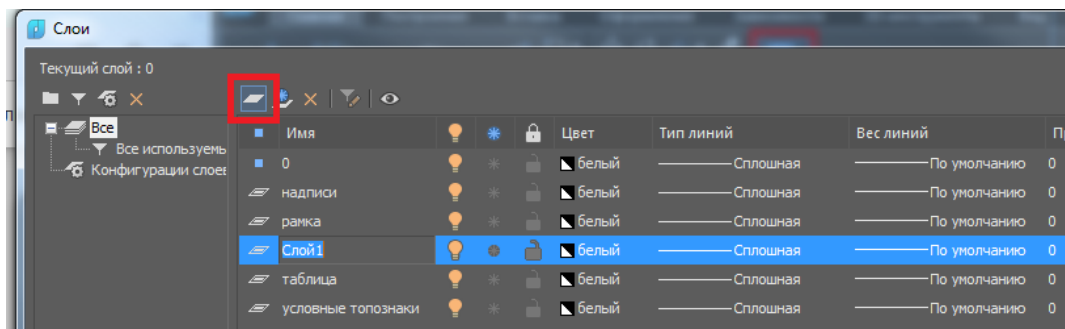 Слои
Текущий слой : 0
Все
Все используемь
Конфигурации слоев
Имя Цвет Тип линий Вес линий
0 белый Сплошная По умолчанию 0
надписи белый Сплошная По умолчанию 0
рамка белый Сплошная По умолчанию 0
Слой1 белый Сплошная По умолчанию 0
таблица белый Сплошная По умолчанию 0
условные топознаки белый Сплошная По умолчанию 0